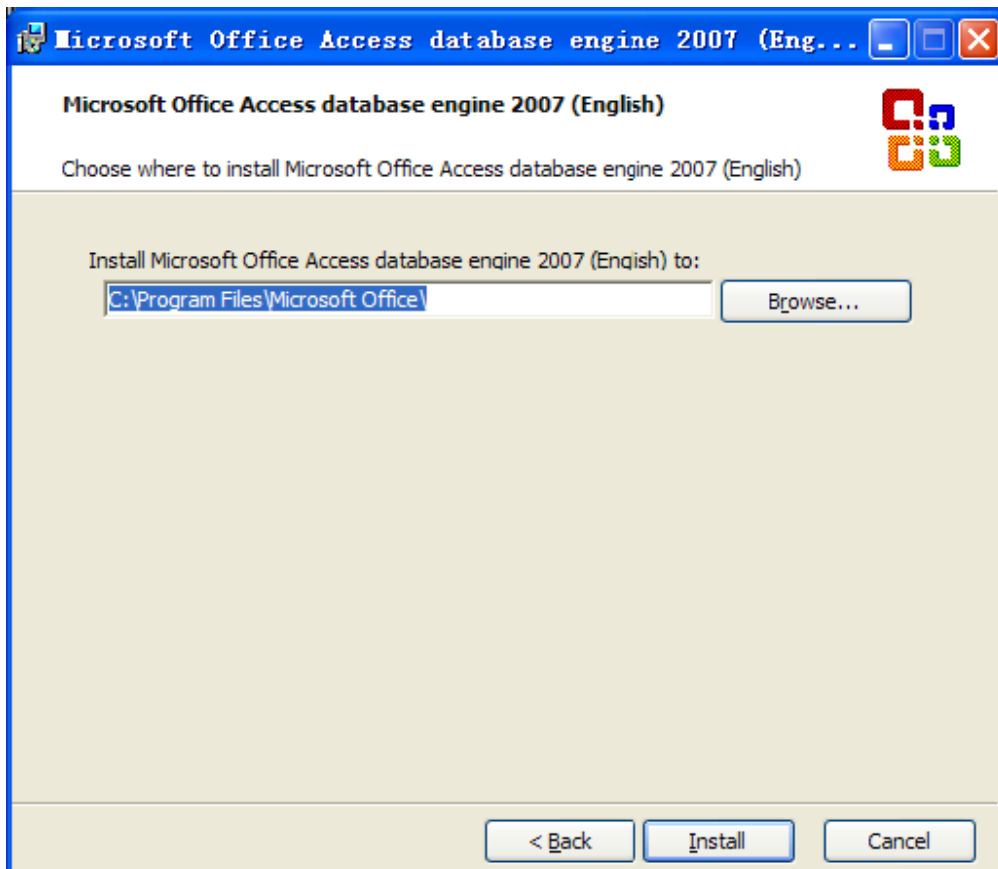 Microsoft Office Access database engine 2007 (Eng...
Microsoft Office Access database engine 2007 (English)
Choose where to install Microsoft Office Access database engine 2007 (English)
Install Microsoft Office Access database engine 2007 (Engish) to:
C:\Program Files\Microsoft Office\
Browse...
< Back
Install
Cancel